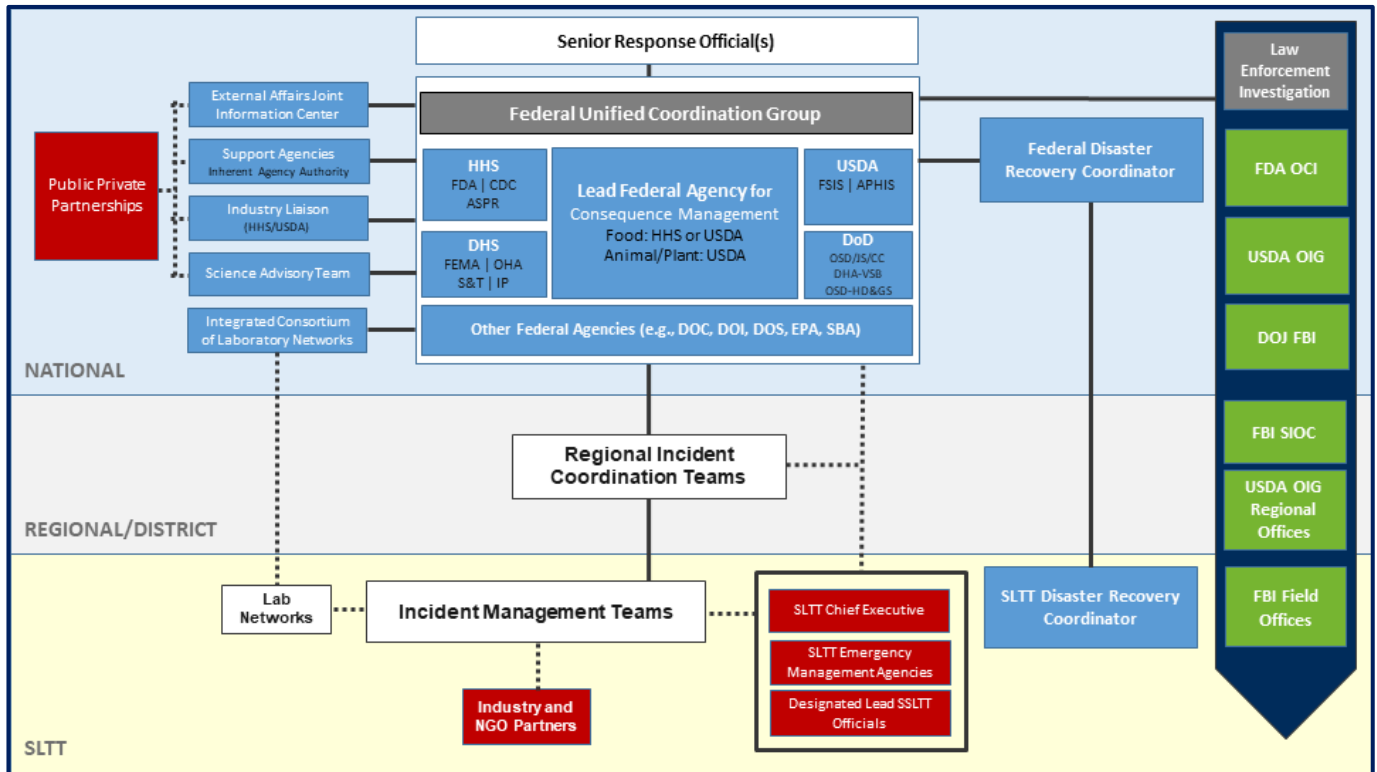 Senior Response Official(s)
External Affairs Joint
Information Center
Support Agencies
Inherent Agency Authority
Industry Liaison
(HHS/USDA)
Science Advisory Team
Integrated Consortium
of Laboratory Networks
Public Private
Partnerships
Federal Unified Coordination Group
HHS
FDA | CDC
ASPR
DHS
FEMA | OHA
S&T | IP
Lead Federal Agency for
Consequence Management
Food: HHS or USDA
Animal/Plant: USDA
USDA
FSIS | APHIS
DoD
OSD/JS/CC
DHA-VSB
OSD-HD&GS
Other Federal Agencies (e.g., DOC, DOI, DOS, EPA, SBA)
Federal Disaster
Recovery Coordinator
Law
Enforcement
Investigation
FDA OCI
USDA OIG
DOJ FBI
NATIONAL
Regional Incident
Coordination Teams
FBI SIOC
USDA OIG
Regional
Offices
REGIONAL/DISTRICT
Lab
Networks
Incident Management Teams
Industry and
NGO Partners
SLTT Chief Executive
SLTT Emergency
Management Agencies
Designated Lead SSLTT
Officials
SLTT Disaster Recovery
Coordinator
FBI Field
Offices
SLTT